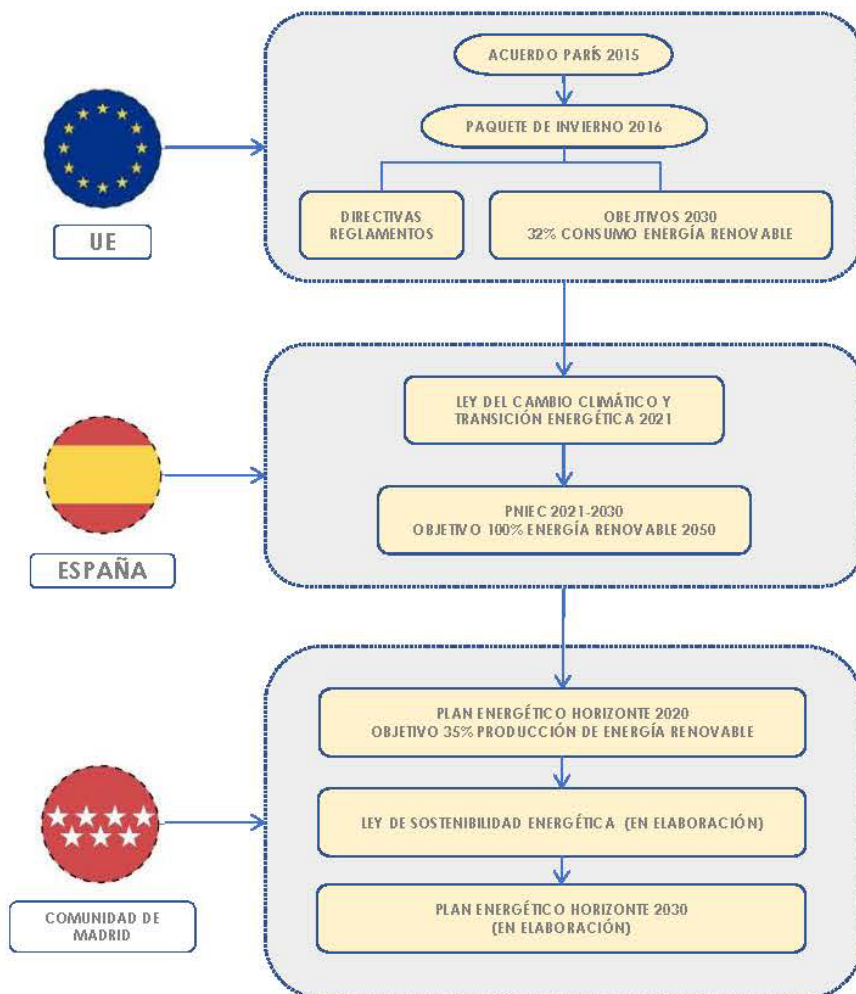 ACUERDO PARÍS 2015
PAQUETE DE INVIERNO 2016
DIRECTIVAS
REGLAMENTOS
OBEJTIVOS 2030
32% CONSUMO ENERGÍA RENOVABLE
UE
LEY DEL CAMBIO CLIMÁTICO Y
TRANSICIÓN ENERGÉTICA 2021
PNIEC 2021-2030
OBJETIVO 100% ENERGÍA RENOVABLE 2050
ESPAÑA
PLAN ENERGÉTICO HORIZONTE 2020
OBJETIVO 35% PRODUCCIÓN DE ENERGÍA RENOVABLE
LEY DE SOSTENIBILIDAD ENERGÉTICA (EN ELABORACIÓN)
PLAN ENERGÉTICO HORIZONTE 2030
(EN ELABORACIÓN)
COMUNIDAD DE
MADRID